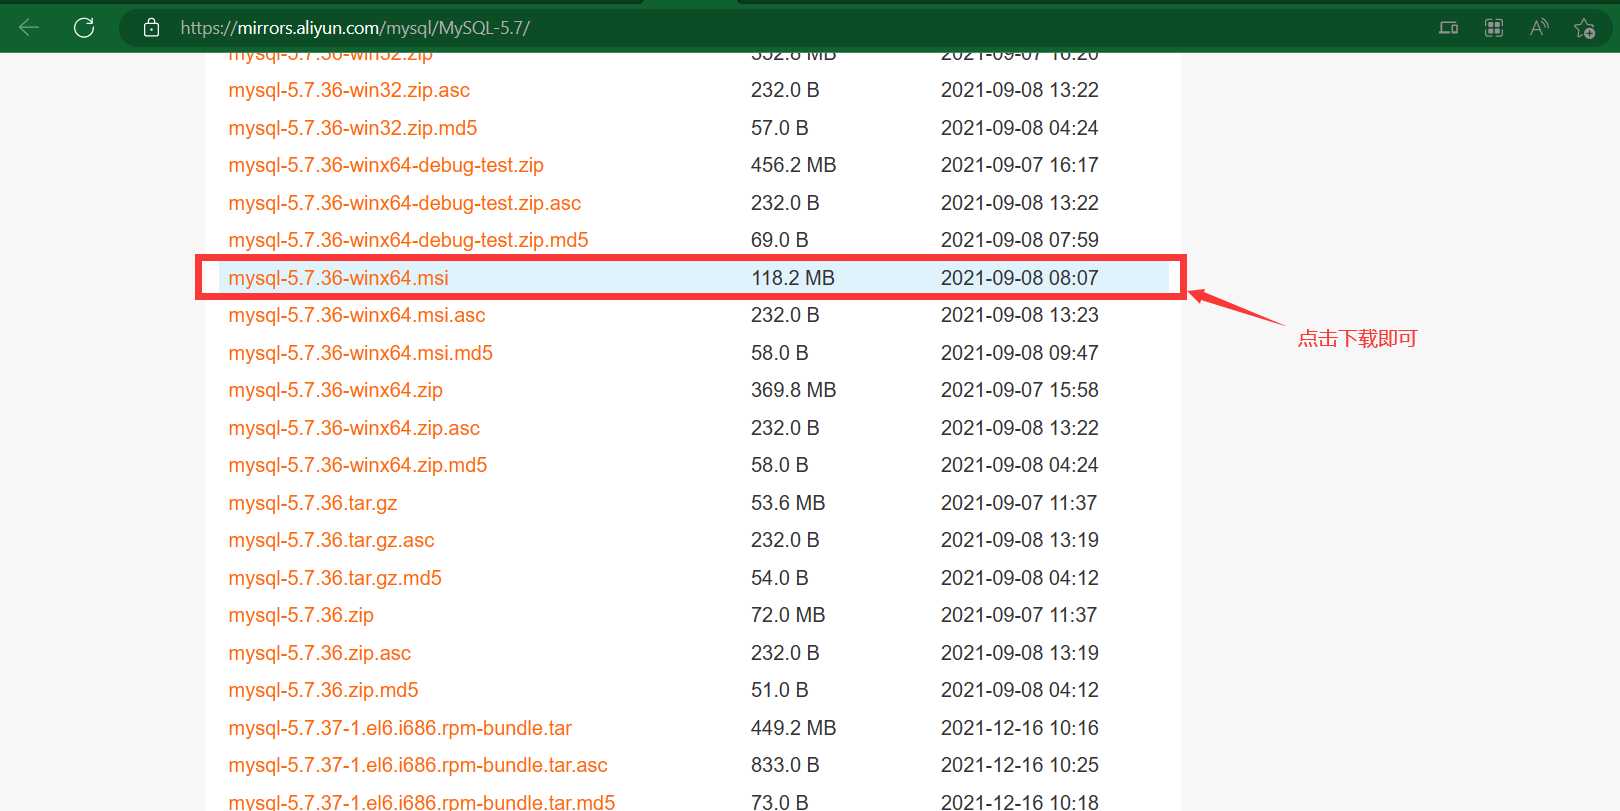 https://mirrors.aliyun.com/mysql/MySQL-5.7/
mysql-5.7.36-win32.zip 352.8 MB 2021-09-07 16:20
mysql-5.7.36-win32.zip.asc 232.0 B 2021-09-08 13:22
mysql-5.7.36-win32.zip.md5 57.0 B 2021-09-08 04:24
mysql-5.7.36-winx64-debug-test.zip 456.2 MB 2021-09-07 16:17
mysql-5.7.36-winx64-debug-test.zip.asc 232.0 B 2021-09-08 13:22
mysql-5.7.36-winx64-debug-test.zip.md5 69.0 B 2021-09-08 07:59
mysql-5.7.36-winx64.msi 118.2 MB 2021-09-08 08:07
mysql-5.7.36-winx64.msi.asc 232.0 B 2021-09-08 13:23
点击下载即可
mysql-5.7.36-winx64.msi.md5 58.0 B 2021-09-08 09:47
mysql-5.7.36-winx64.zip 369.8 MB 2021-09-07 15:58
mysql-5.7.36-winx64.zip.asc 232.0 B 2021-09-08 13:22
mysql-5.7.36-winx64.zip.md5 58.0 B 2021-09-08 04:24
mysql-5.7.36.tar.gz 53.6 MB 2021-09-07 11:37
mysql-5.7.36.tar.gz.asc 232.0 B 2021-09-08 13:19
mysql-5.7.36.tar.gz.md5 54.0 B 2021-09-08 04:12
mysql-5.7.36.zip 72.0 MB 2021-09-07 11:37
mysql-5.7.36.zip.asc 232.0 B 2021-09-08 13:19
mysql-5.7.36.zip.md5 51.0 B 2021-09-08 04:12
mysql-5.7.37-1.el6.i686.rpm-bundle.tar 449.2 MB 2021-12-16 10:16
mysql-5.7.37-1.el6.i686.rpm-bundle.tar.asc 833.0 B 2021-12-16 10:25
mysql-5.7.37-1.el6.i686.rpm-bundle.tar.md5 73.0 B 2021-12-16 10:18